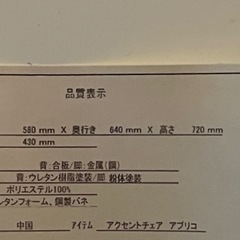 品質表示
580 mm X 奥行き 640 mm X 高さ 720 mm
430 mm
背:合板/脚:金属(鋼)
背:ウレタン樹脂塗装/脚 粉体塗装
ポリエステル100%
レタンフォーム、鋼製バネ
中国 アイテム アクセントチェア アプリコ